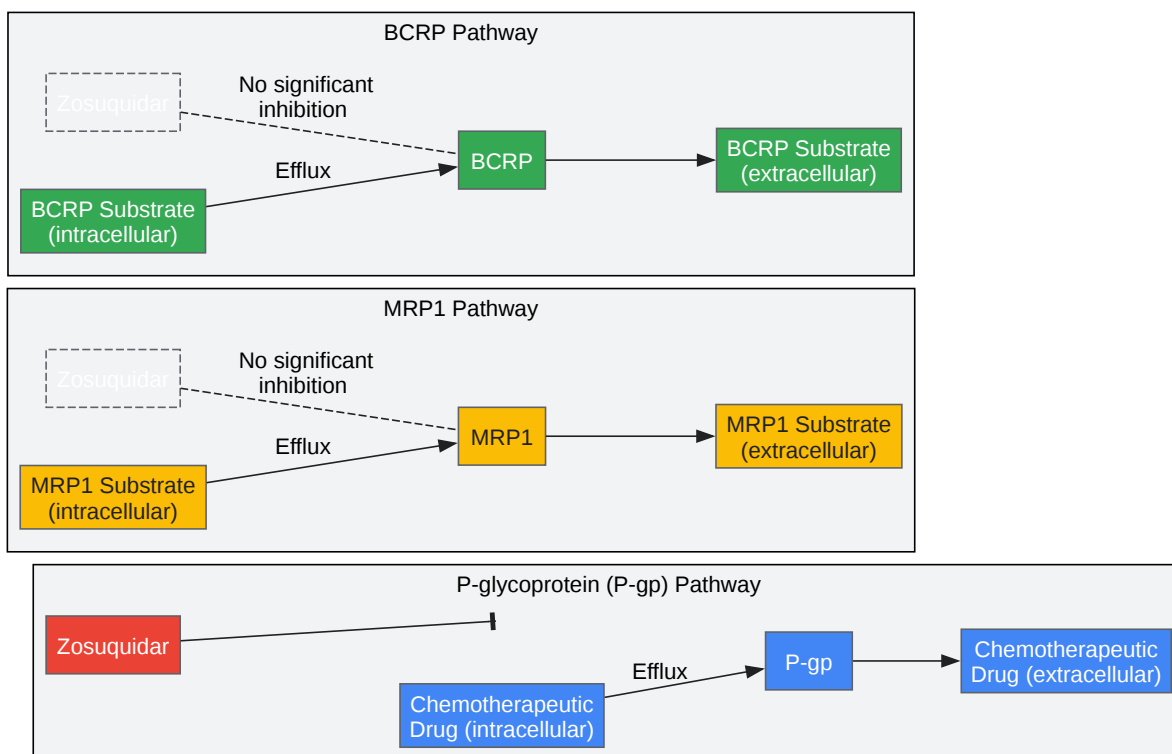 BCRP Pathway
Zosuquidar
No significant
inhibition
BCRP
BCRP Substrate
(extracellular)
Efflux
BCRP Substrate
(intracellular)
MRP1 Pathway
Zosuquidar
No significant
inhibition
MRP1
MRP1 Substrate
(extracellular)
Efflux
MRP1 Substrate
(intracellular)
P-glycoprotein (P-gp) Pathway
Zosuquidar
P-gp
Chemotherapeutic
Drug (extracellular)
Efflux
Chemotherapeutic
Drug (intracellular)